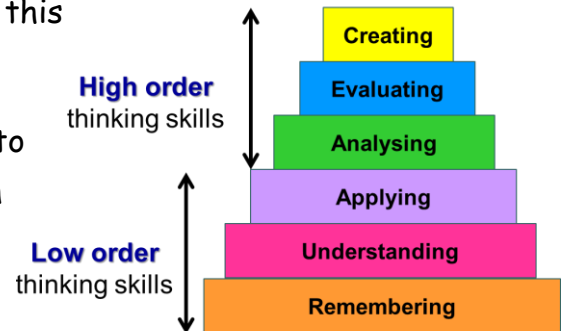 this
Creating
High order
thinking skills
Evaluating
Analysing
to
Applying
Low order
thinking skills
Understanding
Remembering